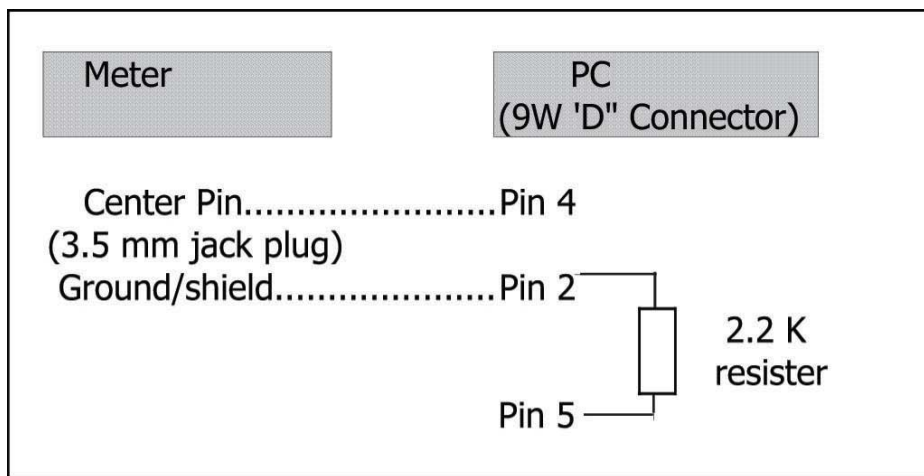 Meter
PC
(9W 'D" Connector)
Center Pin........................Pin 4
(3.5 mm jack plug)
Ground/shield.....................Pin 2
2.2 K
resister
Pin 5